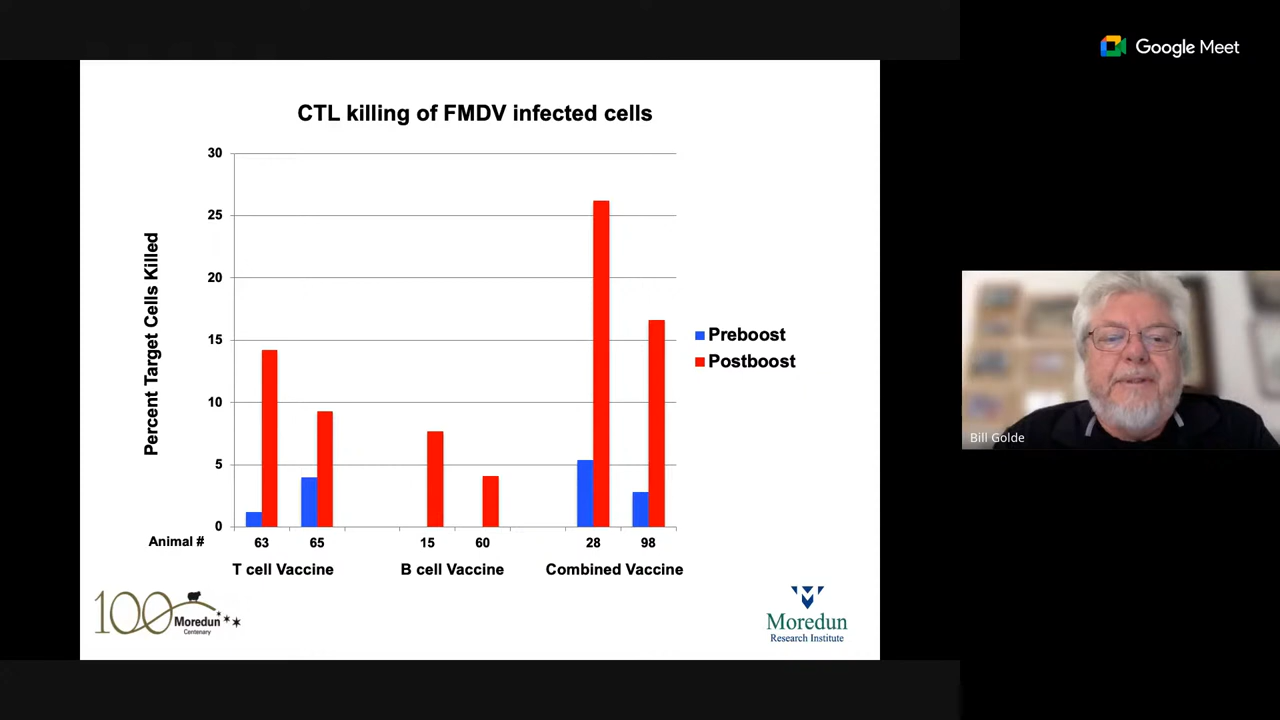 Google Meet
CTL killing of FMDV infected cells
30
25
20
15
10
5
0
Percent Target Cells Killed
Preboost
Postboost
Animal # 63 65 15 60 28 98
T cell Vaccine B cell Vaccine Combined Vaccine
100 Moredun
Centenary
Moredun
Research Institute
Bill Golde